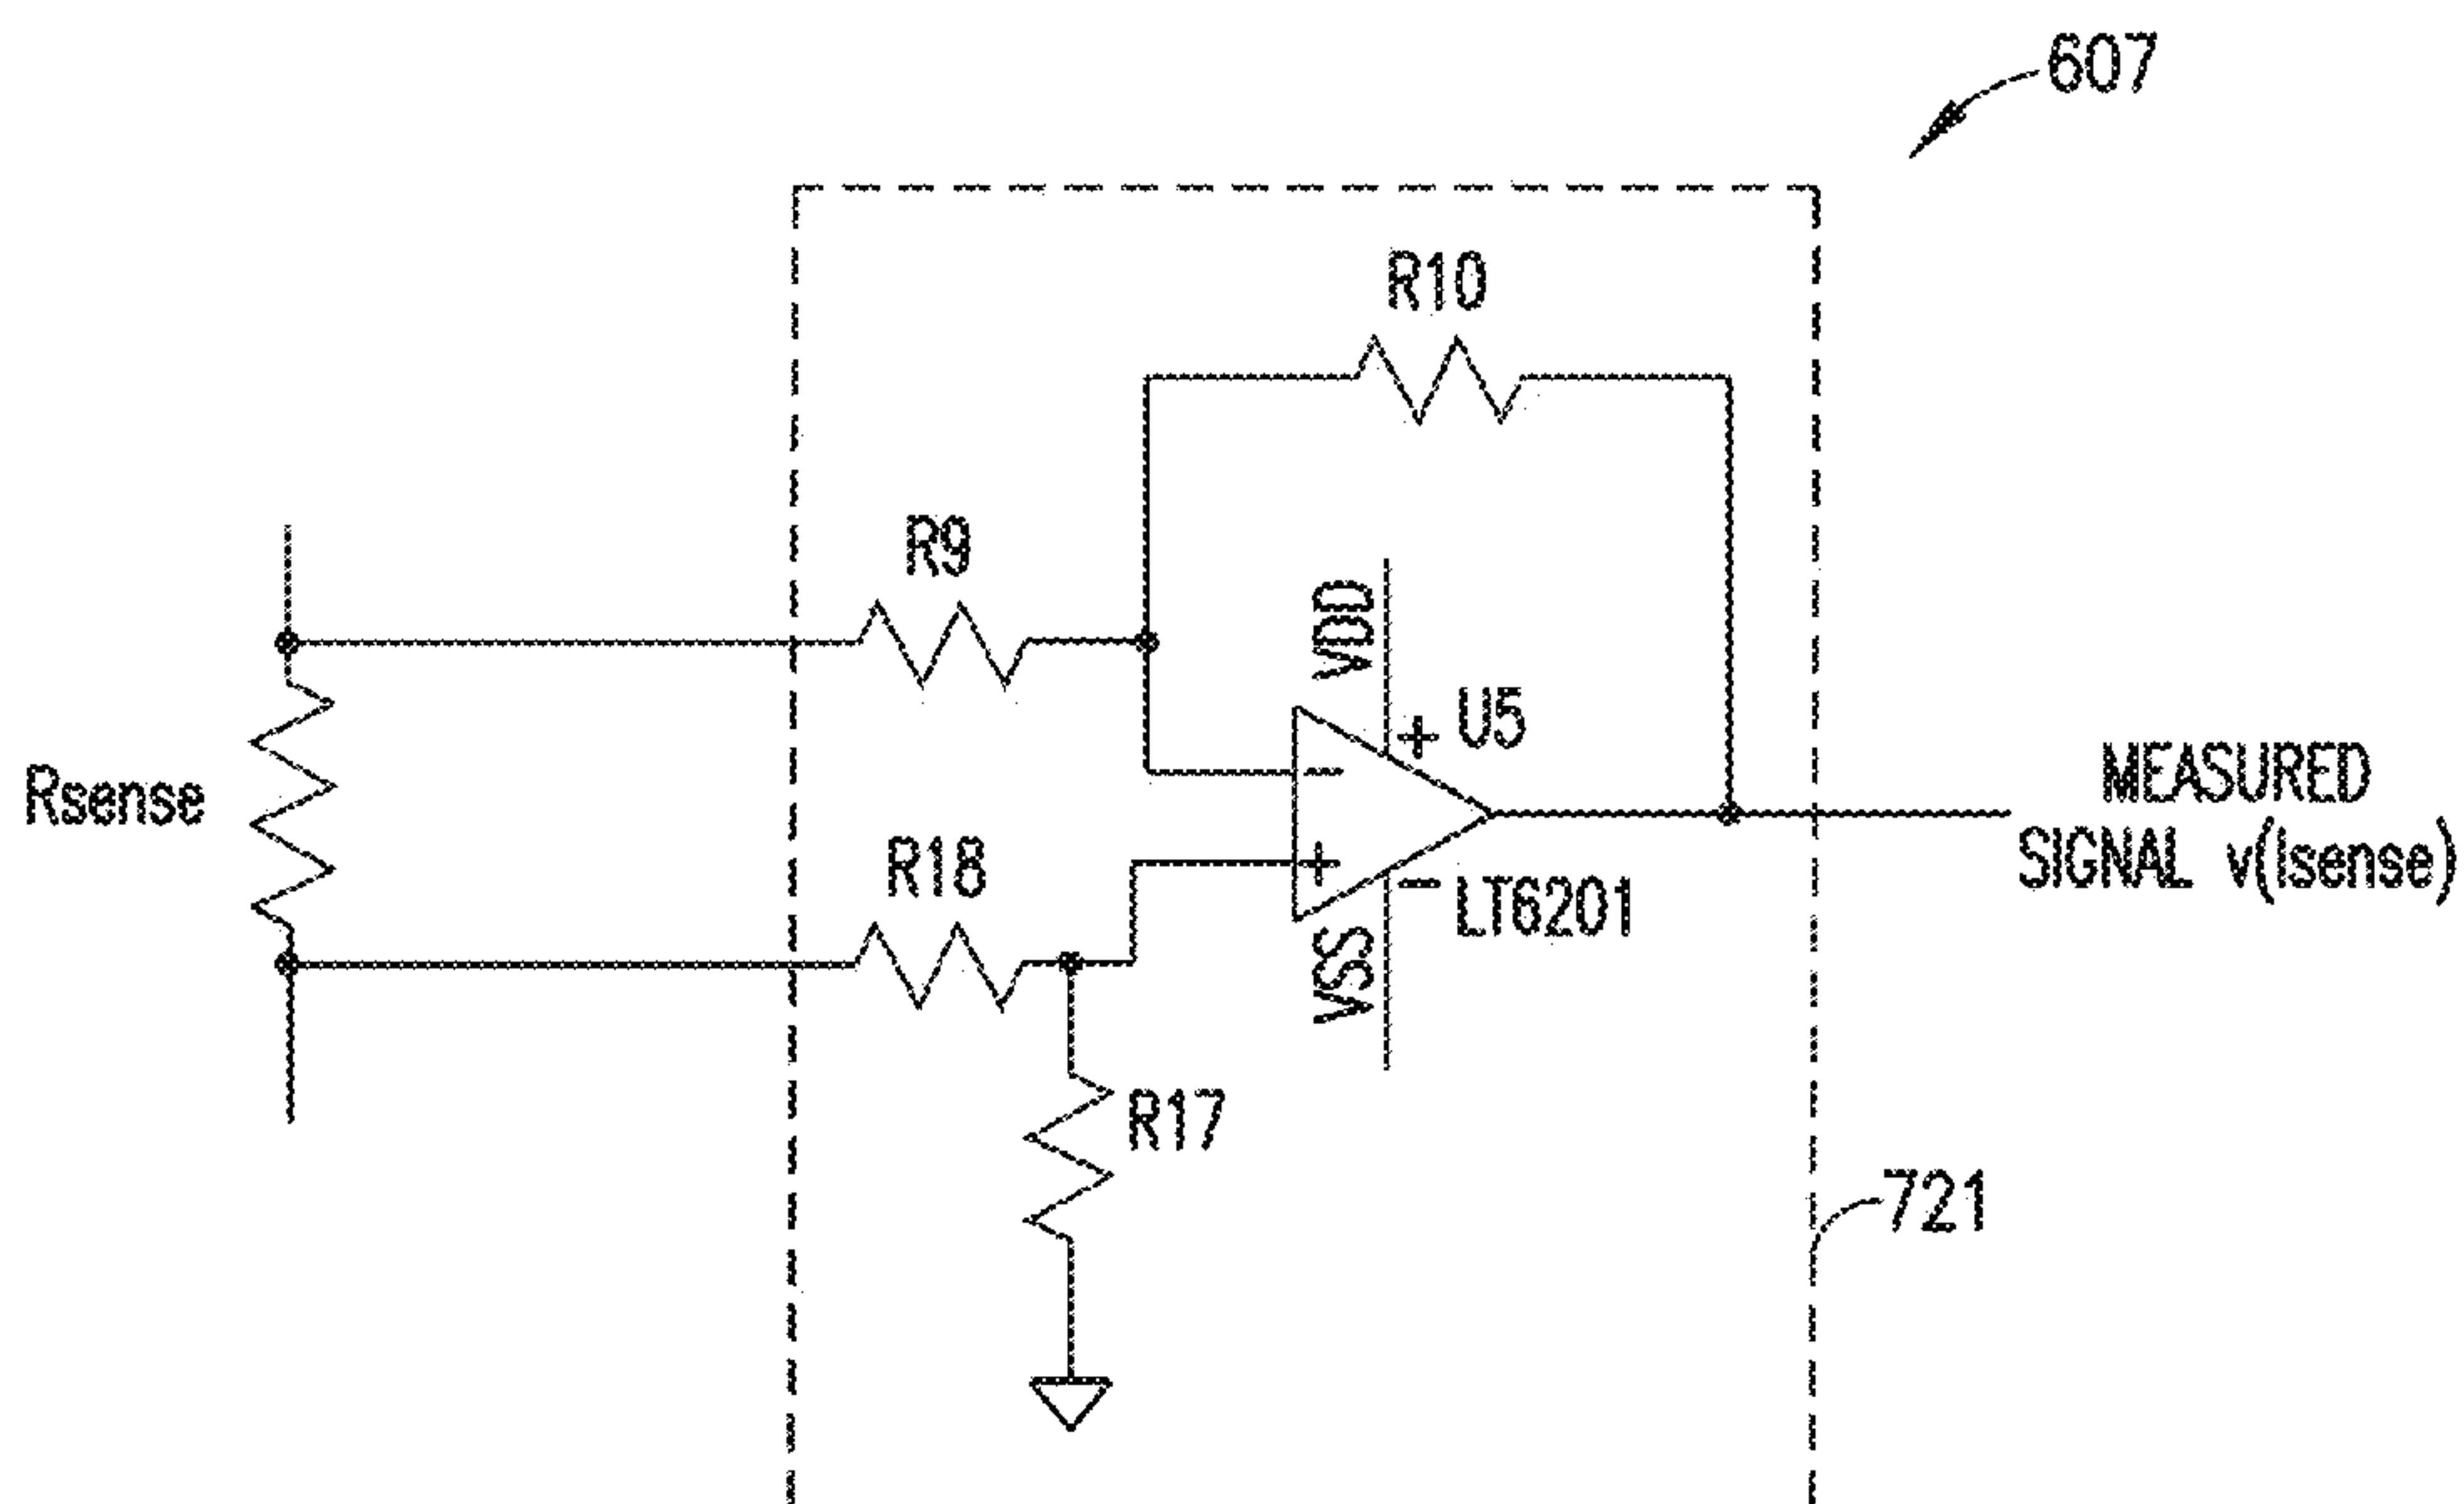 607
R10
R9
VDD
+ U5
Rsense
-
MEASURED
SIGNAL v(Isense)
R18
+
- LT6201
VSS
R17
721